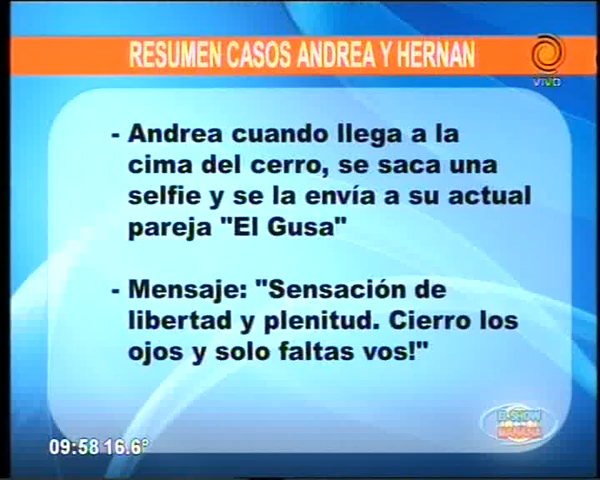 RESUMEN CASOS ANDREA Y HERNAN
VIVO
- Andrea cuando llega a la
cima del cerro, se saca una
selfie y se la envía a su actual
pareja "El Gusa"
- Mensaje: "Sensación de
libertad y plenitud. Cierro los
ojos y solo faltas vos!"
EL SHOW
09:58 16.6°